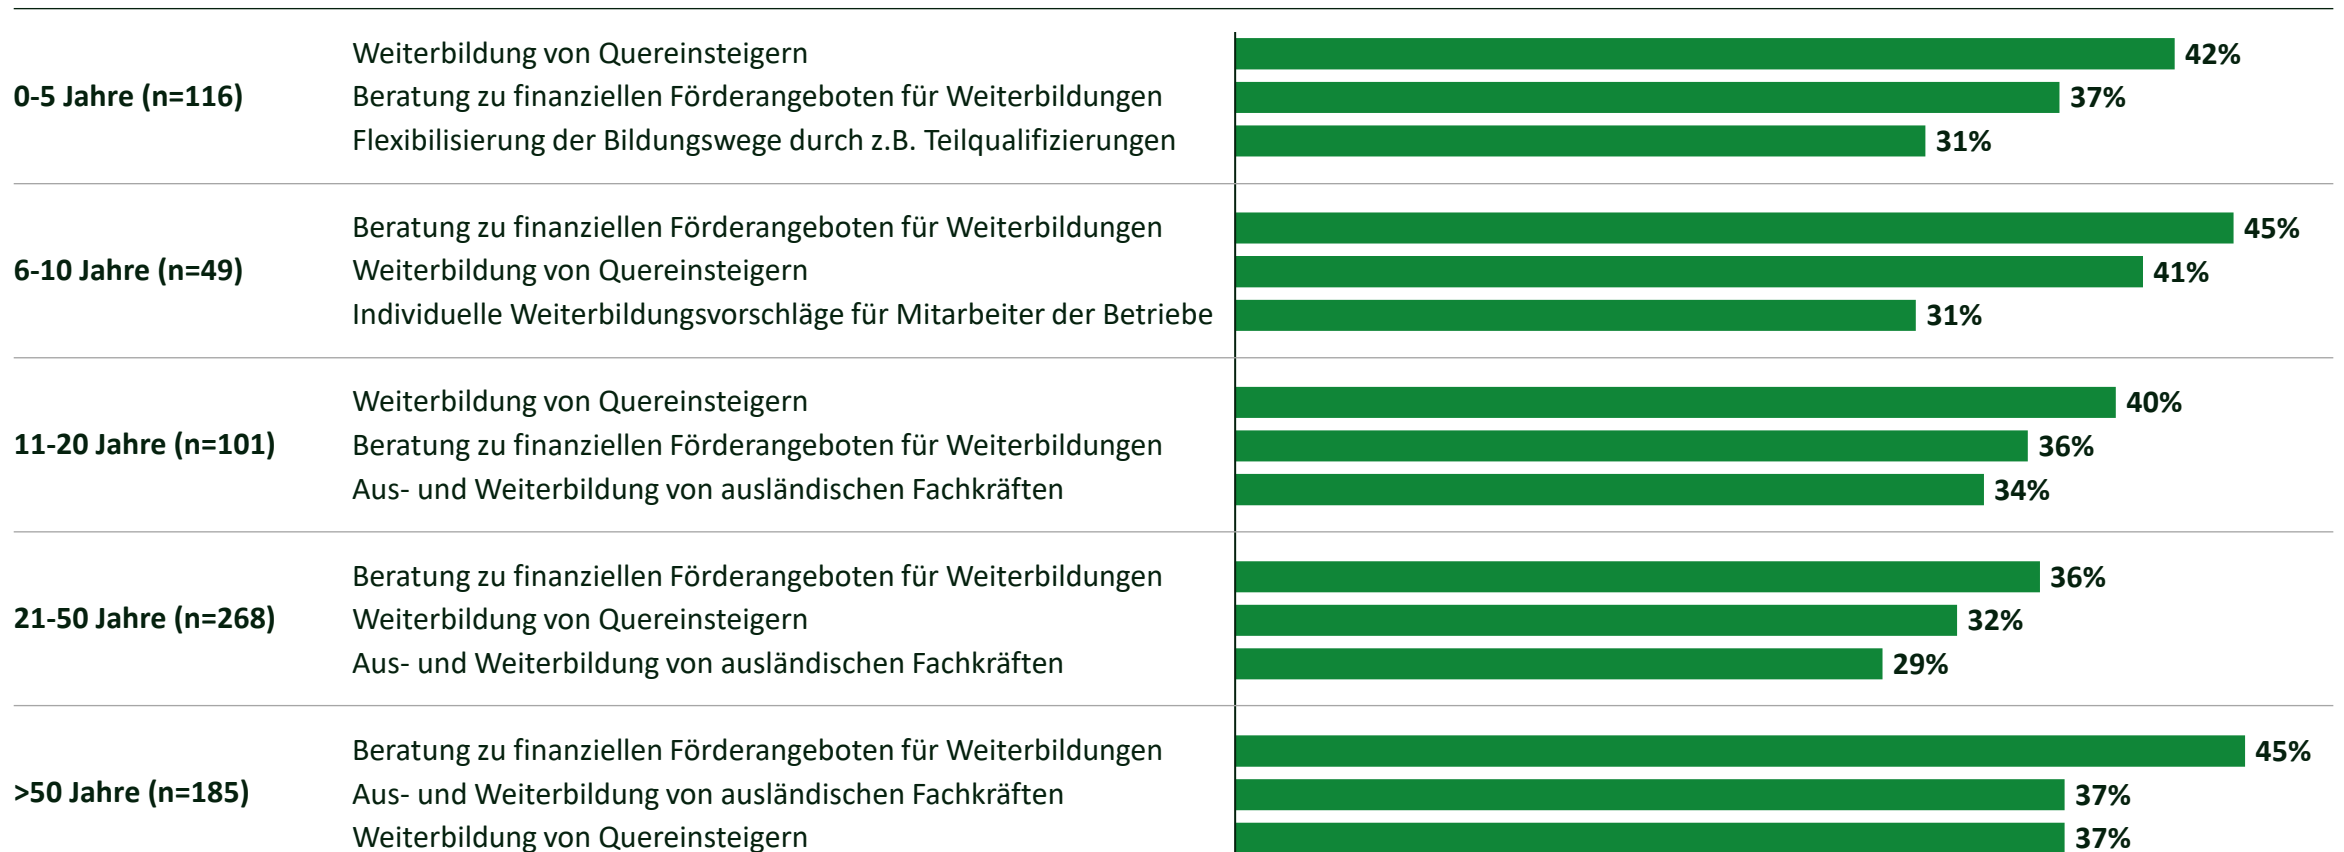 Weiterbildung von Quereinsteigern 42%
0-5 Jahre (n=116) Beratung zu finanziellen Förderangeboten für Weiterbildungen 37%
Flexibilisierung der Bildungswege durch z.B. Teilqualifizierungen 31%
Beratung zu finanziellen Förderangeboten für Weiterbildungen 45%
6-10 Jahre (n=49) Weiterbildung von Quereinsteigern 41%
Individuelle Weiterbildungsvorschläge für Mitarbeiter der Betriebe 31%
Weiterbildung von Quereinsteigern 40%
11-20 Jahre (n=101) Beratung zu finanziellen Förderangeboten für Weiterbildungen 36%
Aus- und Weiterbildung von ausländischen Fachkräften 34%
Beratung zu finanziellen Förderangeboten für Weiterbildungen 36%
21-50 Jahre (n=268) Weiterbildung von Quereinsteigern 32%
Aus- und Weiterbildung von ausländischen Fachkräften 29%
Beratung zu finanziellen Förderangeboten für Weiterbildungen 45%
>50 Jahre (n=185) Aus- und Weiterbildung von ausländischen Fachkräften 37%
Weiterbildung von Quereinsteigern 37%